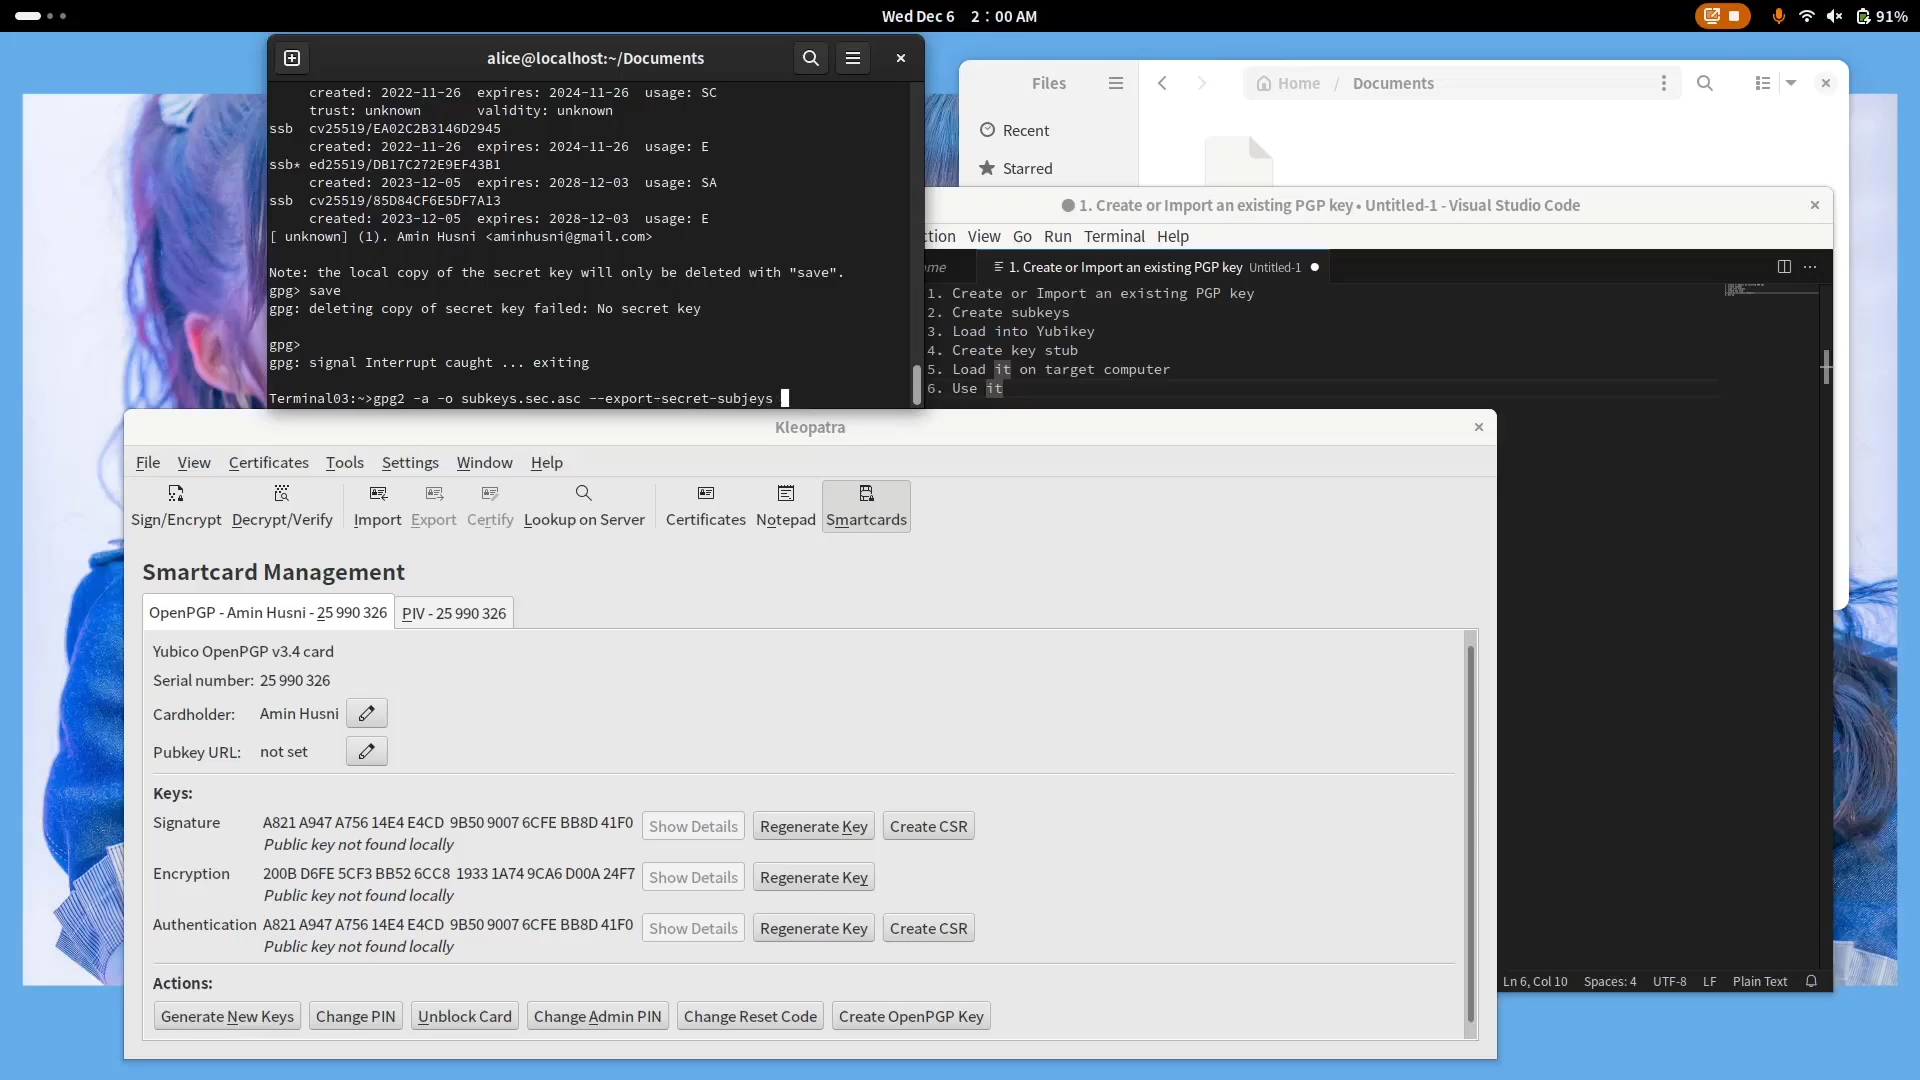 Wed Dec 6 2:00 AM
91%
alice@localhost:~/Documents
created: 2022-11-26 expires: 2024-11-26 usage: SC
trust: unknown validity: unknown
ssb cv25519/EA02C2B3146D2945
created: 2022-11-26 expires: 2024-11-26 usage: E
ssb* ed25519/DB17C272E9EF43B1
created: 2023-12-05 expires: 2028-12-03 usage: SA
ssb cv25519/85D84CF6E5DF7A13
created: 2023-12-05 expires: 2028-12-03 usage: E
[ unknown] (1). Amin Husni <aminhusni@gmail.com>
Note: the local copy of the secret key will only be deleted with "save".
gpg> save
gpg: deleting copy of secret key failed: No secret key
gpg>
gpg: signal Interrupt caught ... exiting
Terminal03:~>gpg2 -a -o subkeys.sec.asc --export-secret-subjeys
Files
Home / Documents
Recent
Starred
1. Create or Import an existing PGP key • Untitled-1 - Visual Studio Code
ction View Go Run Terminal Help
ome
1. Create or Import an existing PGP key Untitled-1
1. Create or Import an existing PGP key
2. Create subkeys
3. Load into Yubikey
4. Create key stub
5. Load it on target computer
6. Use it
Ln 6, Col 10 Spaces: 4 UTF-8 LF Plain Text
Kleopatra
File View Certificates Tools Settings Window Help
Sign/Encrypt Decrypt/Verify Import Export Certify Lookup on Server Certificates Notepad Smartcards
Smartcard Management
OpenPGP - Amin Husni - 25 990 326 PIV - 25 990 326
Yubico OpenPGP v3.4 card
Serial number: 25 990 326
Cardholder: Amin Husni
Pubkey URL: not set
Keys:
Signature A821 A947 A756 14E4 E4CD 9B50 9007 6CFE BB8D 41F0 Show Details Regenerate Key Create CSR
Public key not found locally
Encryption 200B D6FE 5CF3 BB52 6CC8 1933 1A74 9CA6 D00A 24F7 Show Details Regenerate Key
Public key not found locally
Authentication A821 A947 A756 14E4 E4CD 9B50 9007 6CFE BB8D 41F0 Show Details Regenerate Key Create CSR
Public key not found locally
Actions:
Generate New Keys Change PIN Unblock Card Change Admin PIN Change Reset Code Create OpenPGP Key